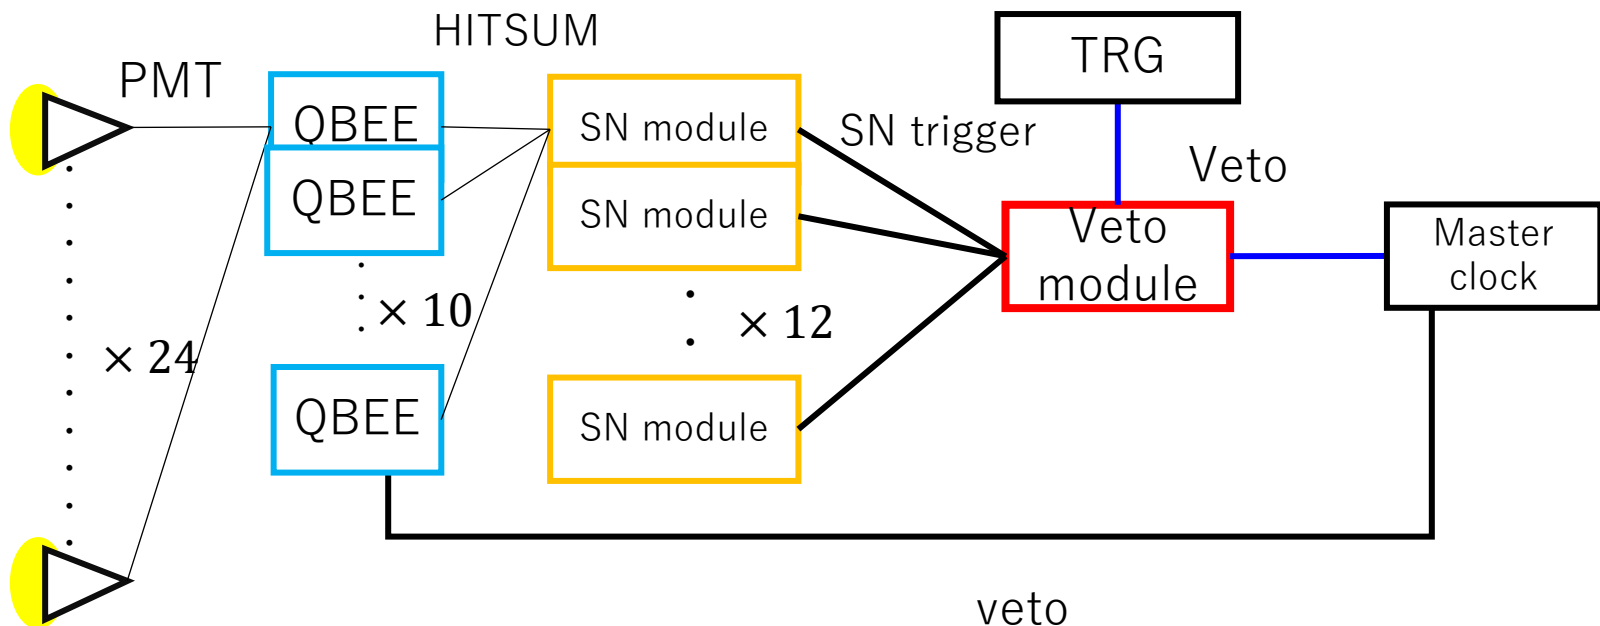 HITSUM
PMT
TRG
QBEE
SN module
SN trigger
Veto
QBEE
SN module
Veto
module
Master
clock
× 10
× 12
× 24
QBEE
SN module
veto